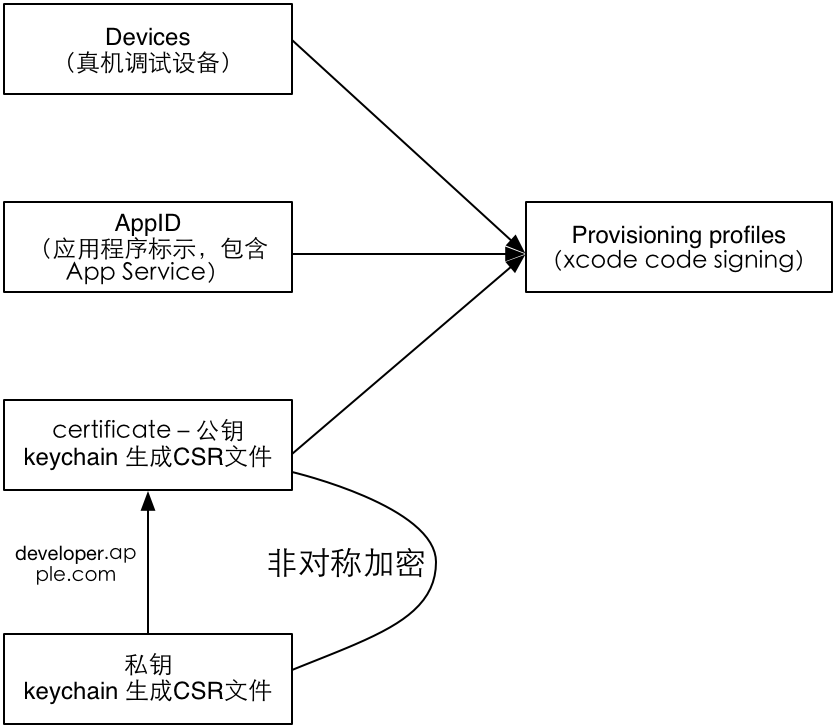 Devices
（真机调试设备）
AppID
（应用程序标示，包含
App Service）
Provisioning profiles
（xcode code signing）
certificate – 公钥
keychain 生成CSR文件
developer.ap
ple.com
非对称加密
私钥
keychain 生成CSR文件